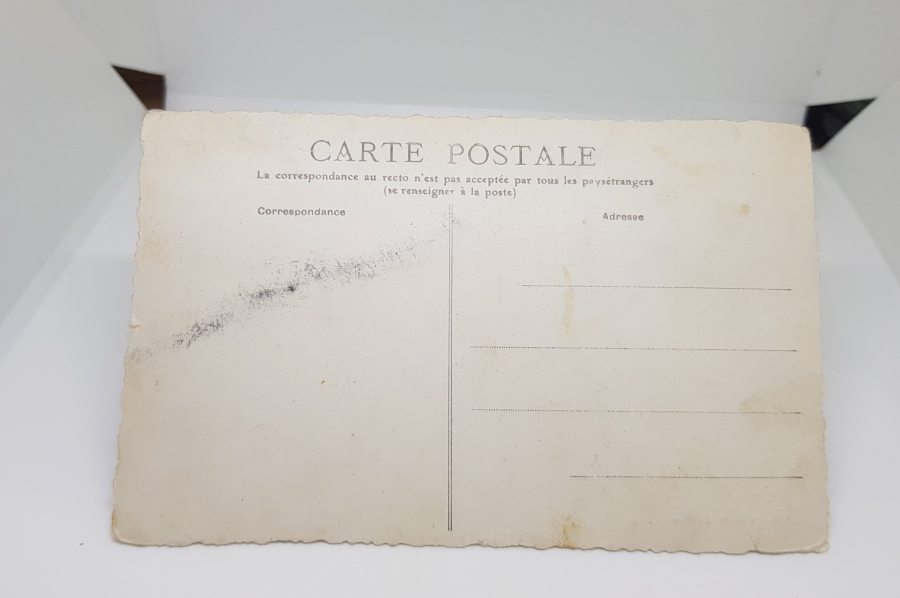 CARTE POSTALE
La correspondance au recto n'est pas acceptée par tous les paysétrangers
(se renseigner à la poste)
Correspondance
Adresse